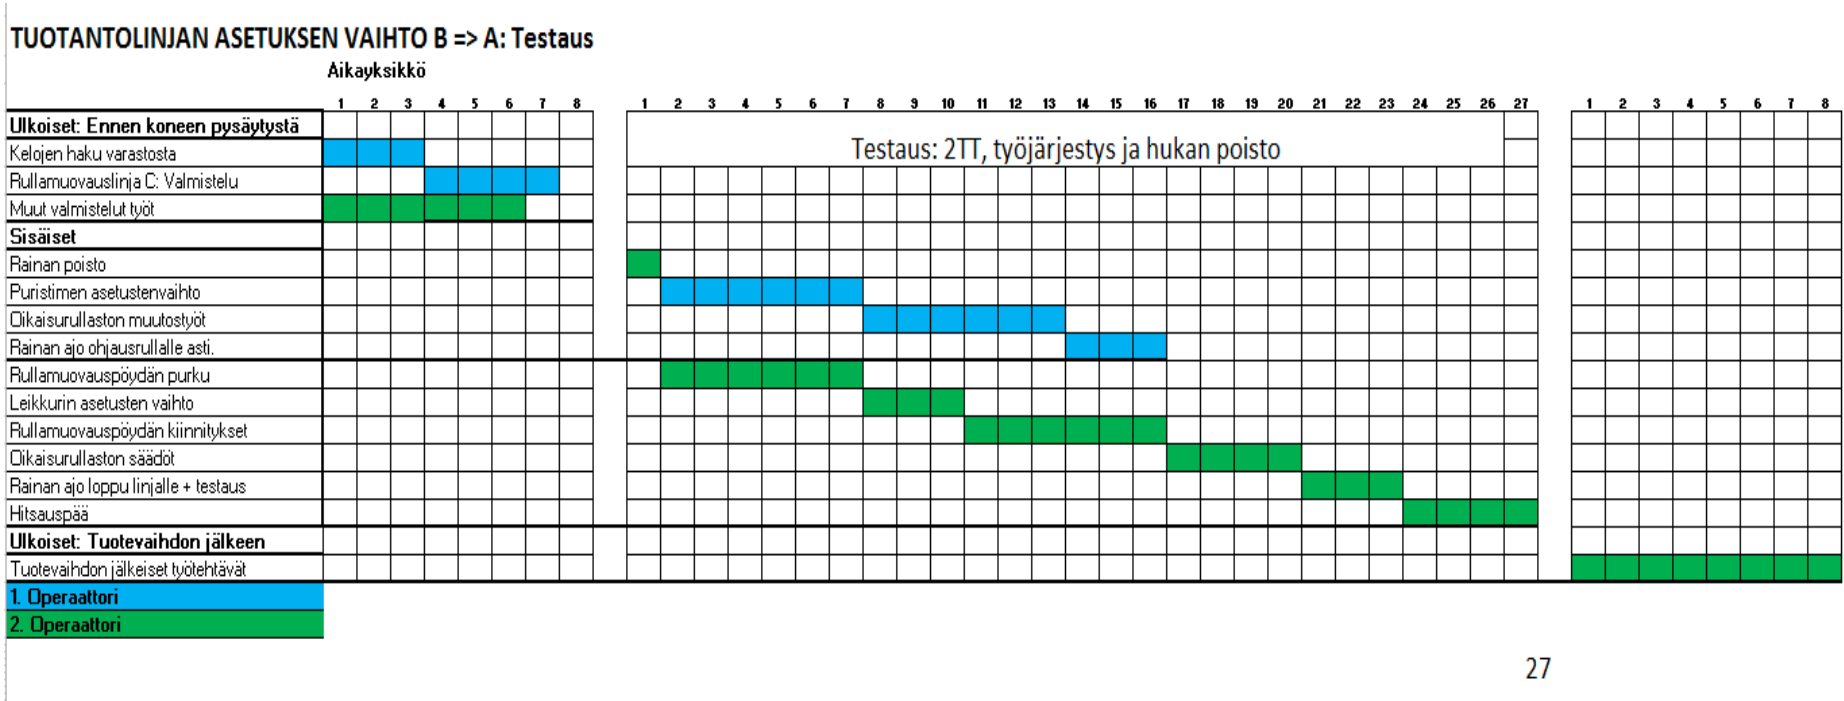 TUOTANTOLINJAN ASETUKSEN VAIHTO B => A: Testaus
Aikayksikkö
1 2 3 4 5 6 7 8 1 2 3 4 5 6 7 8 9 10 11 12 13 14 15 16 17 18 19 20 21 22 23 24 25 26 27 1 2 3 4 5 6 7 8
Ulkoiset: Ennen koneen pysäytystä
Testaus: 2TT, työjärjestys ja hukan poisto
Kelojen haku varastosta
Rullamuovauslinja C: Valmistelu
Muut valmistelut työt
Sisäiset
Rainan poisto
Puristimen asetustenvaihto
Oikaisurullaston muutostyöt
Rainan ajo ohjausrullalle asti.
Rullamuovauspöydän purku
Leikkurin asetusten vaihto
Rullamuovauspöydän kiinnitykset
Oikaisurullaston säädöt
Rainan ajo loppu linjalle + testaus
Hitsauspää
Ulkoiset: Tuotevaihdon jälkeen
Tuotevaihdon jälkeiset työtehtävät
1. Operaattori
2. Operaattori
27